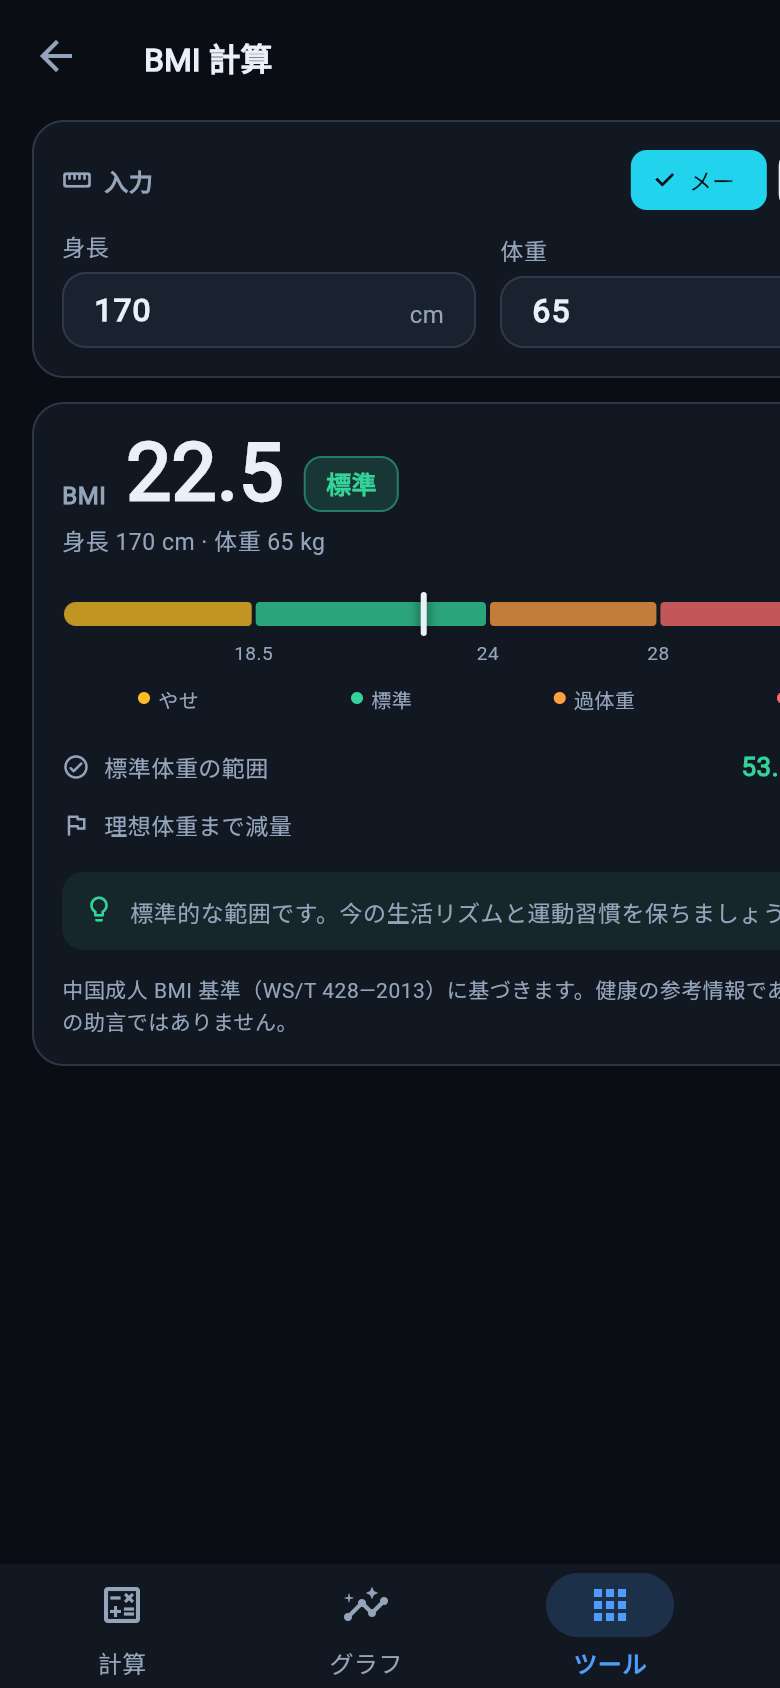 BMI 計算
入力
メー
身長
体重
170 cm
65
BMI 22.5 標準
身長 170 cm · 体重 65 kg
18.5 24 28
やせ 標準 過体重
標準体重の範囲 53.
理想体重まで減量
標準的な範囲です。今の生活リズムと運動習慣を保ちましょう
中国成人 BMI 基準（WS/T 428—2013）に基づきます。健康の参考情報であ
の助言ではありません。
計算 グラフ ツール